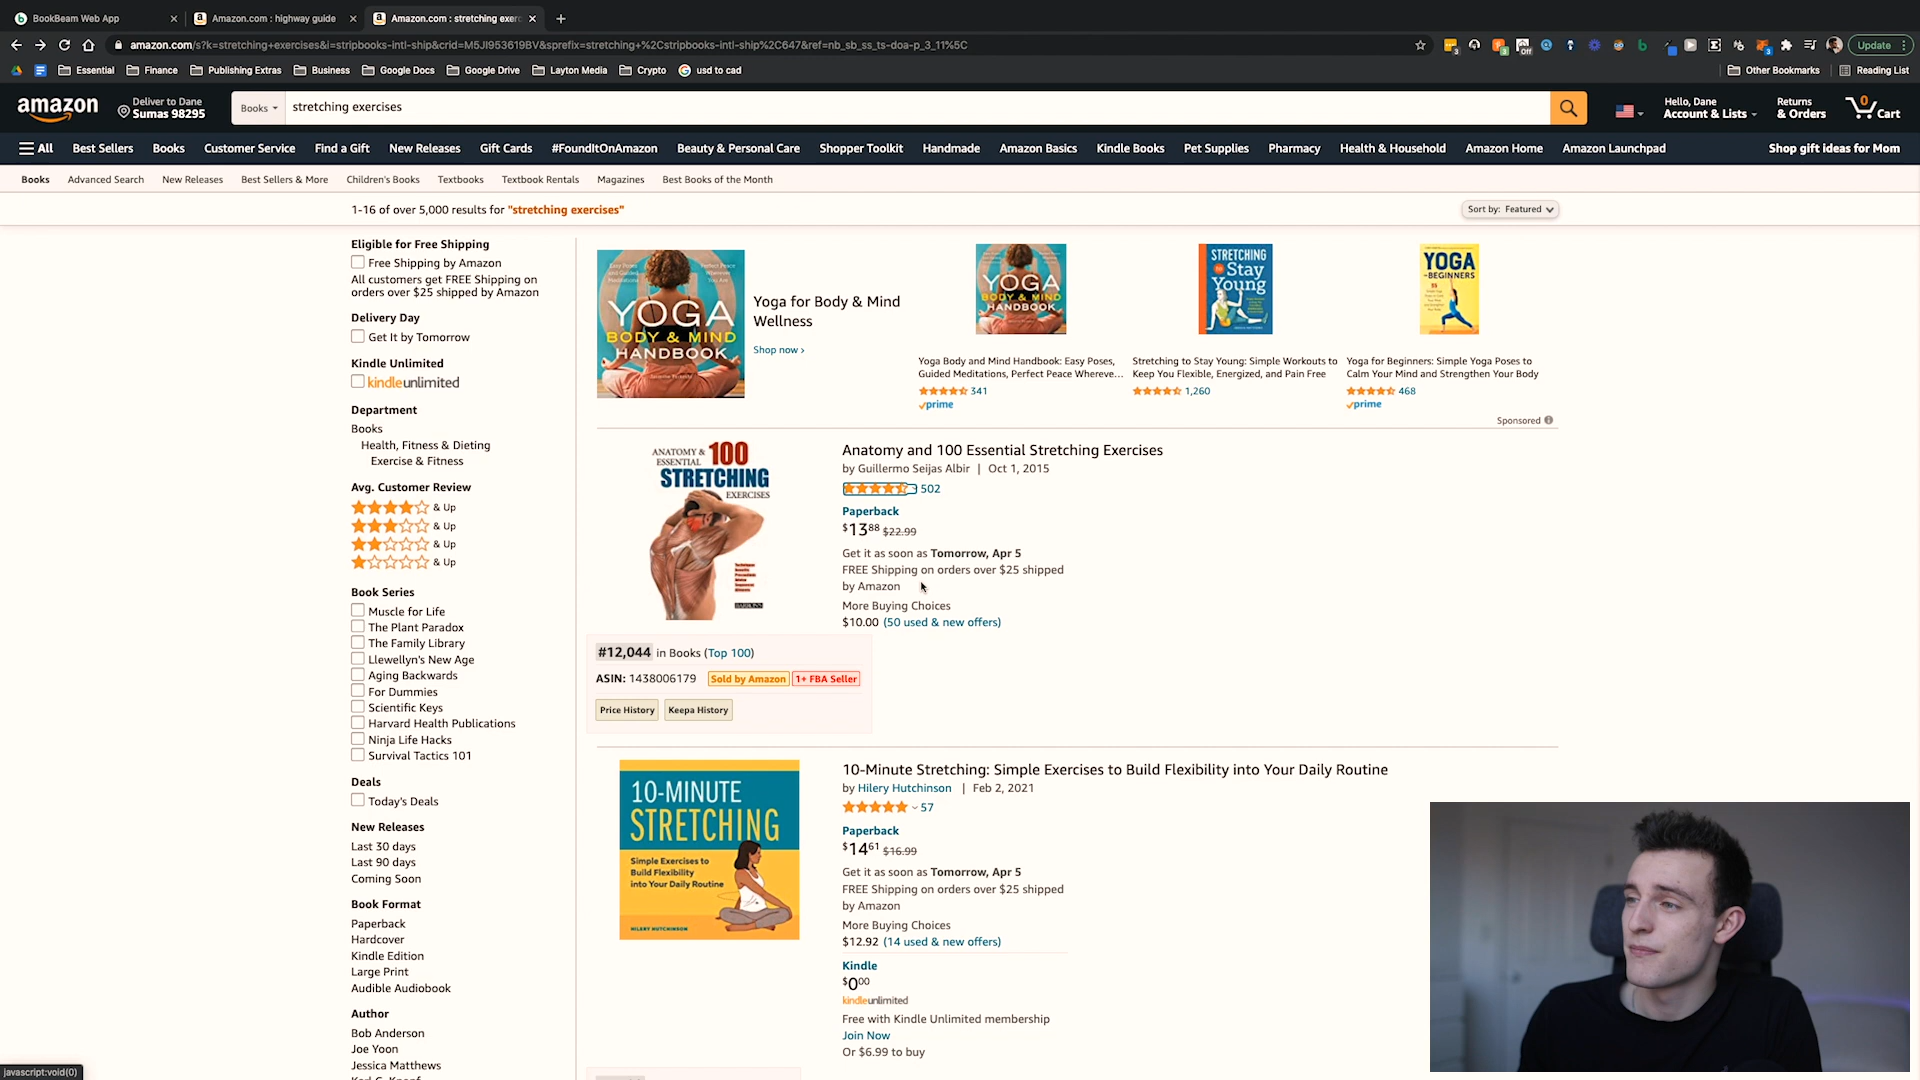 BookBeam Web App
Amazon.com : highway guide
Amazon.com : stretching exerc
amazon.com/s?k=stretching+exercises&i=stripbooks-intl-ship&crid=M5JI953619BV&sprefix=stretching+%2Cstripbooks-intl-ship%2C647&ref=nb_sb_ss_ts-doa-p_3_11%5C
Update
Essential
Finance
Publishing Extras
Business
Google Docs
Google Drive
Layton Media
Crypto
usd to cad
Other Bookmarks
Reading List
amazon
Deliver to Dane
Sumas 98295
Books
stretching exercises
Hello, Dane
Account & Lists
Returns
& Orders
0
Cart
All
Best Sellers
Books
Customer Service
Find a Gift
New Releases
Gift Cards
#FoundItOnAmazon
Beauty & Personal Care
Shopper Toolkit
Handmade
Amazon Basics
Kindle Books
Pet Supplies
Pharmacy
Health & Household
Amazon Home
Amazon Launchpad
Shop gift ideas for Mom
Books
Advanced Search
New Releases
Best Sellers & More
Children's Books
Textbooks
Textbook Rentals
Magazines
Best Books of the Month
1-16 of over 5,000 results for "stretching exercises"
Sort by: Featured
Eligible for Free Shipping
Free Shipping by Amazon
All customers get FREE Shipping on
orders over $25 shipped by Amazon
Delivery Day
Get It by Tomorrow
Kindle Unlimited
kindleunlimited
Department
Books
Health, Fitness & Dieting
Exercise & Fitness
Avg. Customer Review
& Up
& Up
& Up
& Up
Book Series
Muscle for Life
The Plant Paradox
The Family Library
Llewellyn's New Age
Aging Backwards
For Dummies
Scientific Keys
Harvard Health Publications
Ninja Life Hacks
Survival Tactics 101
Deals
Today's Deals
New Releases
Last 30 days
Last 90 days
Coming Soon
Book Format
Paperback
Hardcover
Kindle Edition
Large Print
Audible Audiobook
Author
Bob Anderson
Joe Yoon
Jessica Matthews
javascript:void(0)
YOGA
BODY & MIND
HANDBOOK
Yoga for Body & Mind
Wellness
Shop now ›
YOGA
BODY & MIND
HANDBOOK
Yoga Body and Mind Handbook: Easy Poses,
Guided Meditations, Perfect Peace Whereve...
341
prime
STRETCHING
to Stay
Young
Stretching to Stay Young: Simple Workouts to
Keep You Flexible, Energized, and Pain Free
1,260
YOGA
for BEGINNERS
Yoga for Beginners: Simple Yoga Poses to
Calm Your Mind and Strengthen Your Body
468
prime
Sponsored
ANATOMY &
ESSENTIAL
100
STRETCHING
EXERCISES
BARRON'S
Anatomy and 100 Essential Stretching Exercises
by Guillermo Seijas Albir | Oct 1, 2015
502
Paperback
$13.88 $22.99
Get it as soon as Tomorrow, Apr 5
FREE Shipping on orders over $25 shipped
by Amazon
More Buying Choices
$10.00 (50 used & new offers)
#12,044 in Books (Top 100)
ASIN: 1438006179 Sold by Amazon 1+ FBA Seller
Price History
Keepa History
10-MINUTE
STRETCHING
Simple Exercises to
Build Flexibility
into Your Daily Routine
HILERY HUTCHINSON
10-Minute Stretching: Simple Exercises to Build Flexibility into Your Daily Routine
by Hilery Hutchinson | Feb 2, 2021
57
Paperback
$14.61 $16.99
Get it as soon as Tomorrow, Apr 5
FREE Shipping on orders over $25 shipped
by Amazon
More Buying Choices
$12.92 (14 used & new offers)
Kindle
$0.00
kindleunlimited
Free with Kindle Unlimited membership
Join Now
Or $6.99 to buy